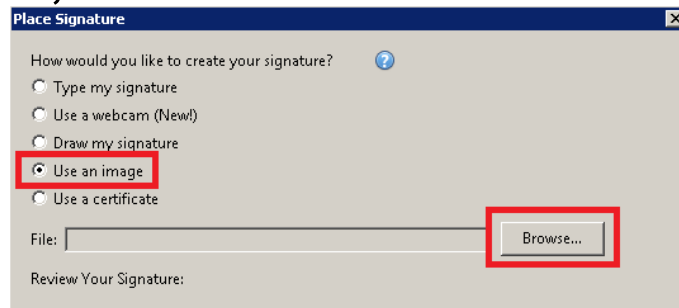 Place Signature
How would you like to create your signature?
Type my signature
Use a webcam (New!)
Draw my signature
Use an image
Use a certificate
File:
Browse...
Review Your Signature: